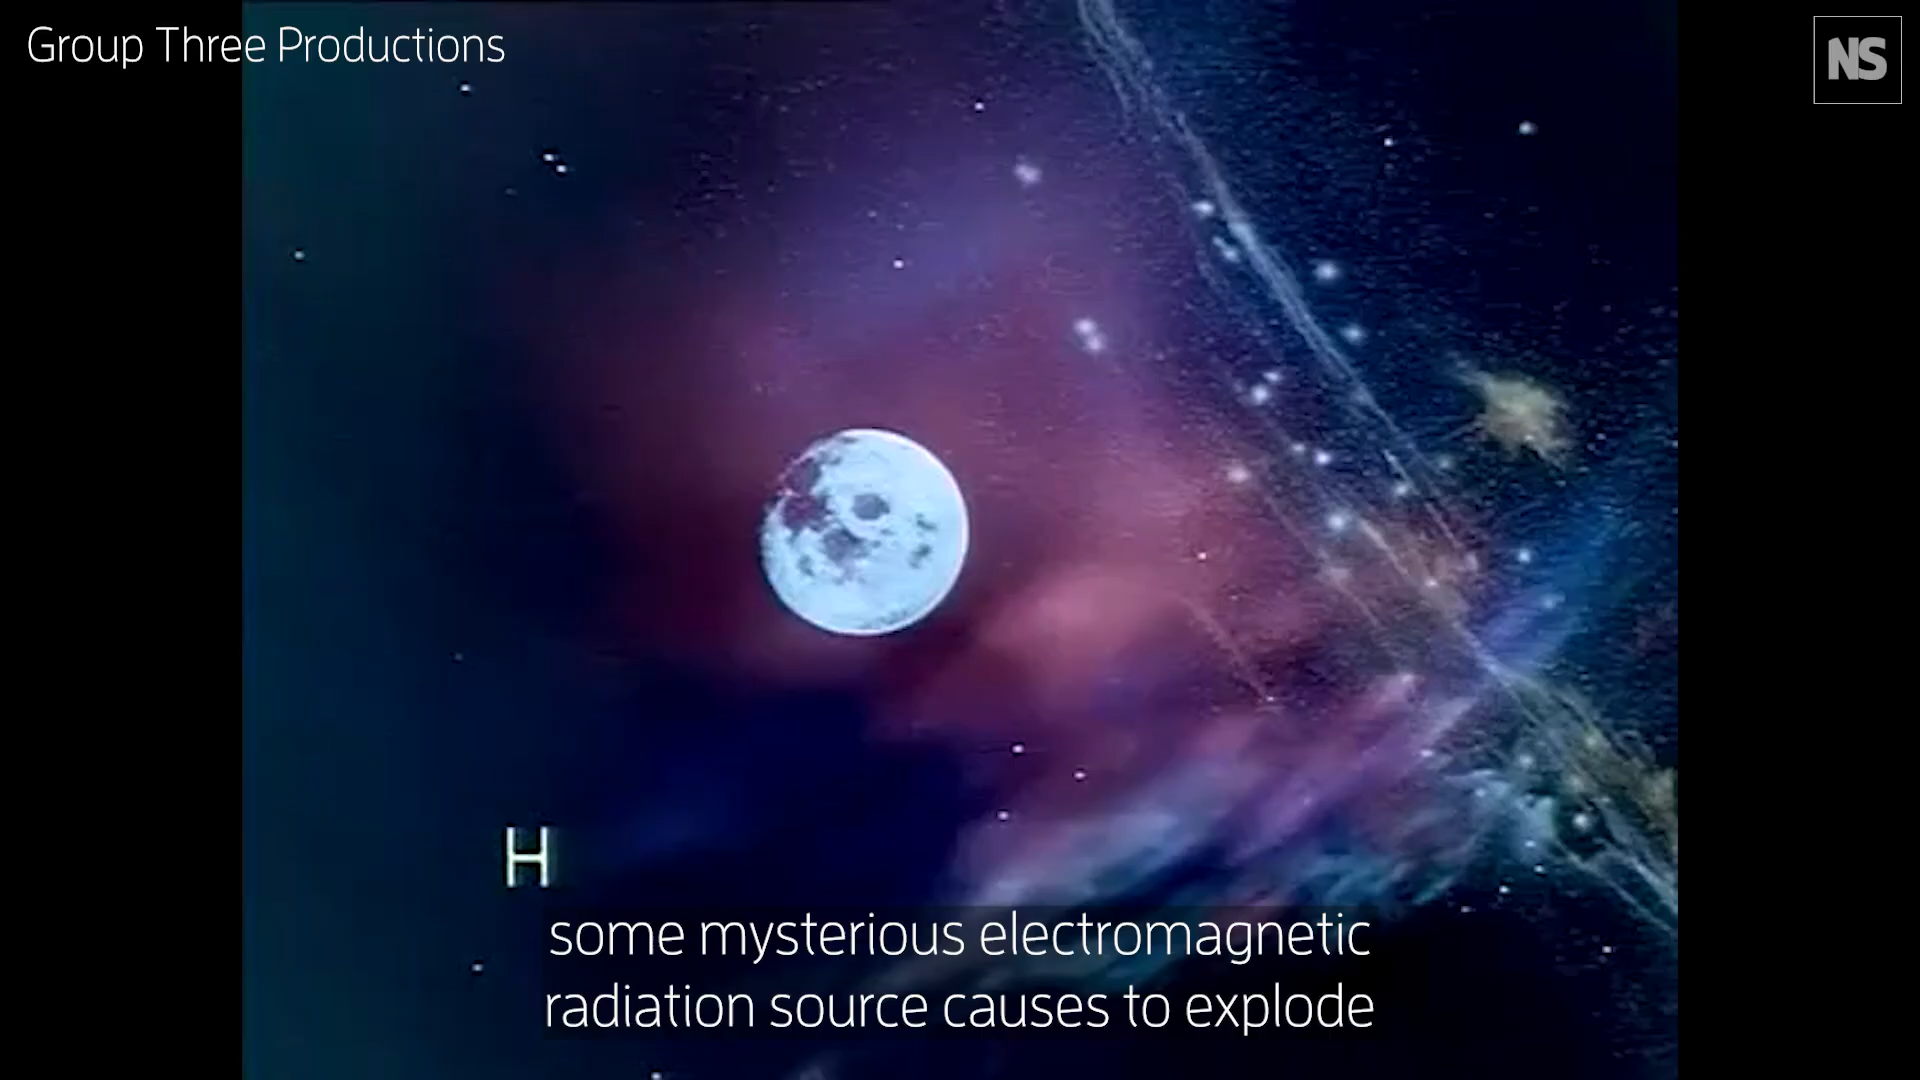 Group Three Productions
NS
H
some mysterious electromagnetic
radiation source causes to explode